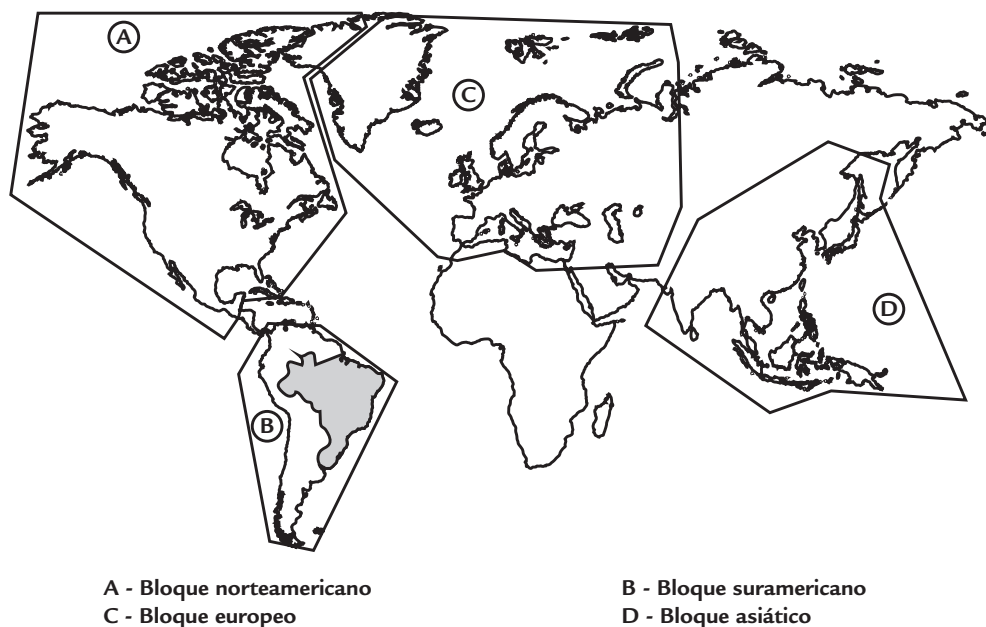 A
C
D
B
A - Bloque norteamericano
B - Bloque suramericano
C - Bloque europeo
D - Bloque asiático